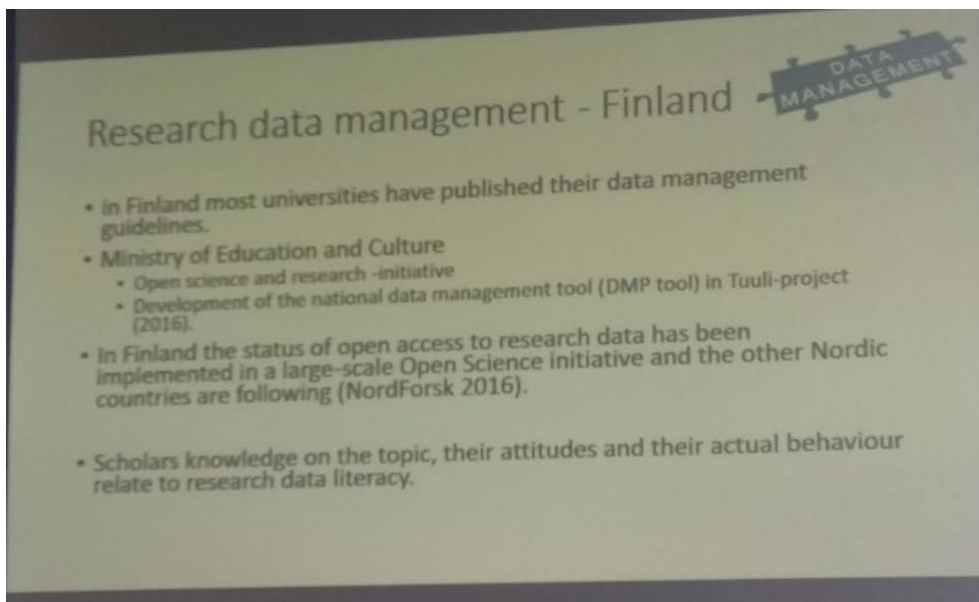 DATA
MANAGEMENT
Research data management - Finland
• in Finland most universities have published their data management
guidelines.
• Ministry of Education and Culture
• Open science and research -initiative
• Development of the national data management tool (DMP tool) in Tuuli-project
(2016).
• In Finland the status of open access to research data has been
implemented in a large-scale Open Science initiative and the other Nordic
countries are following (NordForsk 2016).
• Scholars knowledge on the topic, their attitudes and their actual behaviour
relate to research data literacy.